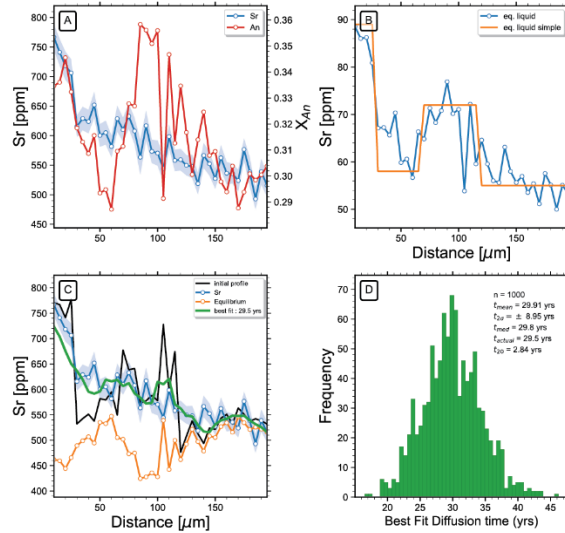 A
Sr
An
Sr [ppm]
800
750
700
650
600
550
500
450
X_An
0.36
0.35
0.34
0.33
0.32
0.31
0.30
0.29
50
100
150
B
eq. liquid
eq. liquid simple
Sr [ppm]
90
85
80
75
70
65
60
55
50
100
150
Distance [μm]
C
initial profile
Sr
Equilibrium
best fit : 29.5 yrs
Sr [ppm]
800
750
700
650
600
550
500
450
400
50
100
150
Distance [μm]
D
n = 1000
t_mean = 29.91 yrs
t_2σ = ± 8.95 yrs
t_med = 29.8 yrs
t_actual = 29.5 yrs
t_2D = 2.84 yrs
Frequency
70
60
50
40
30
20
10
0
20
25
30
35
40
45
Best Fit Diffusion time (yrs)